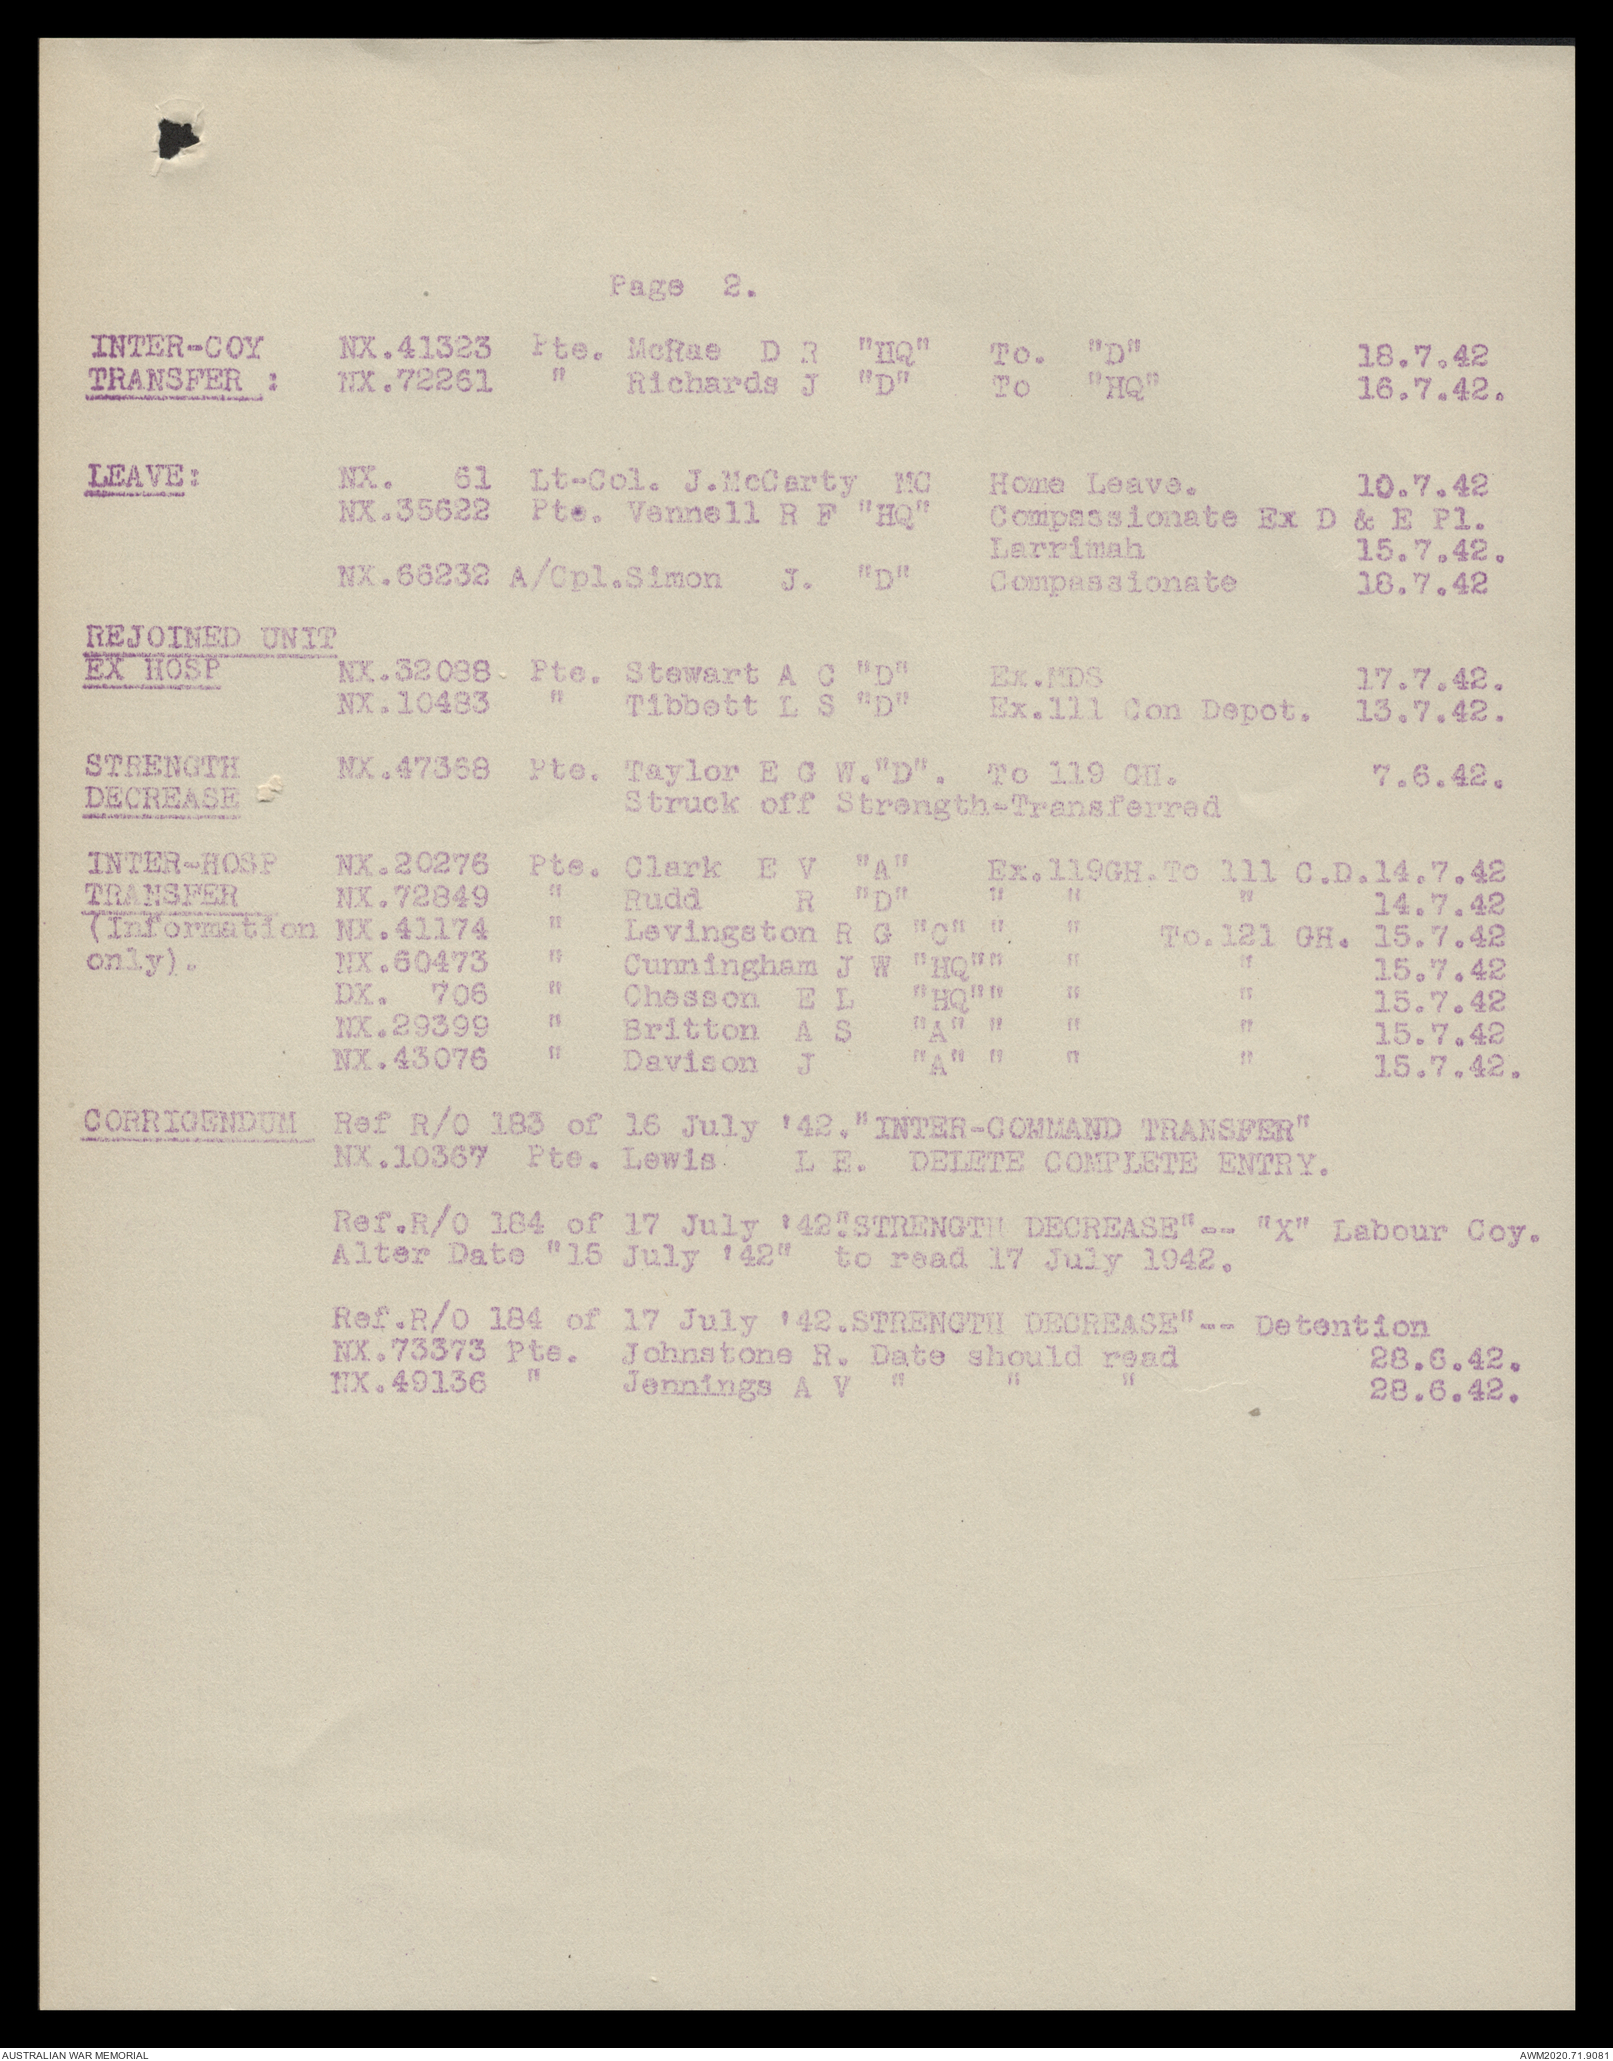 Page 2.
INTER-COY NX.41323 Pte. McRae D R "HQ" To. "D" 18.7.42
TRANSFER : NX.72261 " Richards J "D" To "HQ" 16.7.42.
LEAVE: NX. 61 Lt-Col. J.McCarty MC Home Leave. 10.7.42
NX.35622 Pte. Vennell R F "HQ" Compassionate Ex D & E Pl.
Larrimah 15.7.42.
NX.66232 A/Cpl.Simon J. "D" Compassionate 18.7.42
REJOINED UNIT
EX HOSP NX.32088 Pte. Stewart A C "D" Ex.MDS 17.7.42.
NX.10483 " Tibbett L S "D" Ex.111 Con Depot. 13.7.42.
STRENGTH NX.47368 Pte. Taylor E G W."D". To 119 GH. 7.6.42.
DECREASE Struck off Strength-Transferred
INTER-HOSP NX.20276 Pte. Clark E V "A" Ex.119GH.To 111 C.D.14.7.42
TRANSFER NX.72849 " Rudd R "D" " " " 14.7.42
(Information NX.41174 " Levingston R G "C" " " To.121 GH. 15.7.42
only). NX.60473 " Cunningham J W "HQ"" " " 15.7.42
DX. 706 " Chesson E L "HQ"" " " 15.7.42
NX.29399 " Britton A S "A" " " " 15.7.42
NX.43076 " Davison J "A" " " " 15.7.42.
CORRIGENDUM Ref R/O 183 of 16 July '42."INTER-COMMAND TRANSFER"
NX.10367 Pte. Lewis L E. DELETE COMPLETE ENTRY.
Ref.R/O 184 of 17 July '42."STRENGTH DECREASE"-- "X" Labour Coy.
Alter Date "15 July '42" to read 17 July 1942.
Ref.R/O 184 of 17 July '42.STRENGTH DECREASE"-- Detention
NX.73373 Pte. Johnstone R. Date should read 28.6.42.
NX.49136 " Jennings A V " " " 28.6.42.
AUSTRALIAN WAR MEMORIAL AWM2020.71.9081